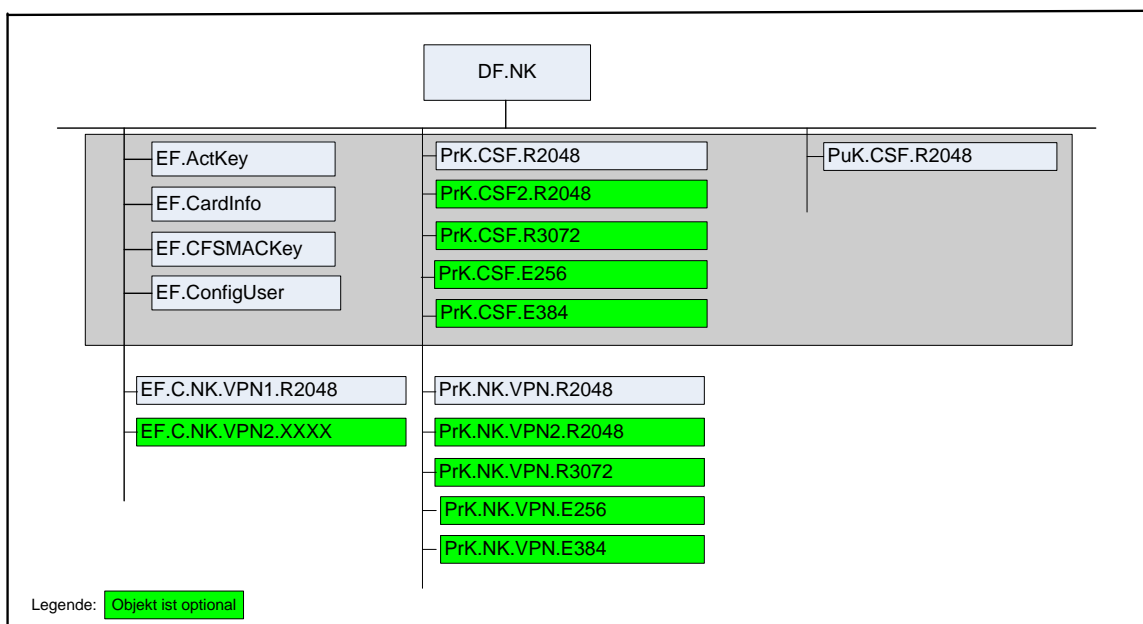 DF.NK
EF.ActKey
EF.CardInfo
EF.CFSMACKey
EF.ConfigUser
EF.C.NK.VPN1.R2048
EF.C.NK.VPN2.XXXX
PrK.CSF.R2048
PrK.CSF2.R2048
PrK.CSF.R3072
PrK.CSF.E256
PrK.CSF.E384
PrK.NK.VPN.R2048
PrK.NK.VPN2.R2048
PrK.NK.VPN.R3072
PrK.NK.VPN.E256
PrK.NK.VPN.E384
PuK.CSF.R2048
Legende: Objekt ist optional